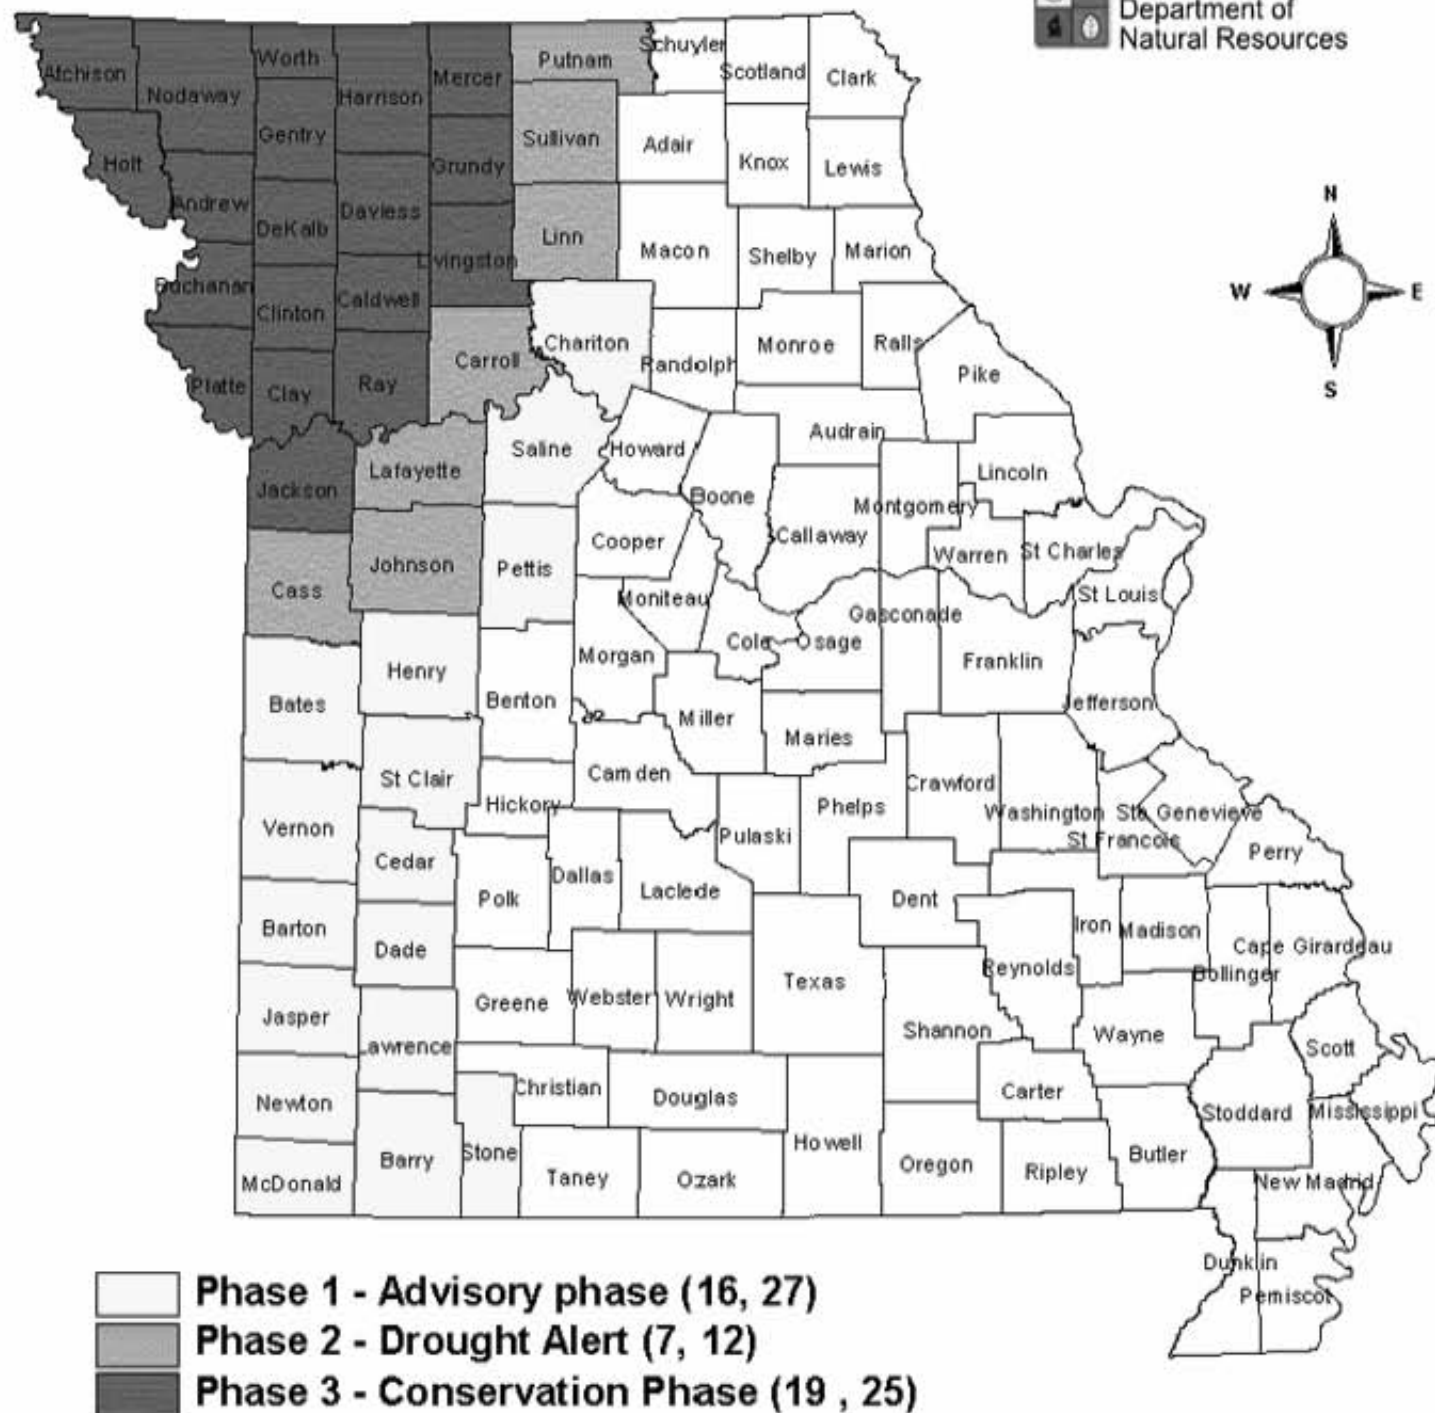 Department of
Natural Resources
Atchison
Nodaway
Worth
Harrison
Mercer
Putnam
Schuyler
Scotland
Clark
Gentry
Holt
Andrew
DeKalb
Daviess
Grundy
Sullivan
Adair
Knox
Lewis
Livingston
Linn
Macon
Shelby
Marion
Buchanan
Clinton
Caldwell
Carroll
Chariton
Randolph
Monroe
Ralls
Pike
Platte
Clay
Ray
Saline
Howard
Audrain
Lincoln
Jackson
Lafayette
Boone
Callaway
Montgomery
Cooper
Warren
St Charles
St Louis
Cass
Johnson
Pettis
Moniteau
Cole
Osage
Gasconade
Franklin
Henry
Morgan
Benton
Bates
Miller
Maries
Jefferson
St Clair
Camden
Hickory
Phelps
Crawford
Washington
Ste Genevieve
St Francois
Perry
Vernon
Cedar
Pulaski
Polk
Dallas
Laclede
Dent
Iron
Madison
Cape Girardeau
Bollinger
Barton
Dade
Jasper
Greene
Webster
Wright
Texas
Reynolds
Shannon
Wayne
Scott
Lawrence
Newton
Christian
Douglas
Carter
Stoddard
Mississippi
McDonald
Barry
Stone
Taney
Ozark
Howell
Oregon
Ripley
Butler
New Madrid
Dunklin
Pemiscot
N
W
E
S
Phase 1 - Advisory phase (16, 27)
Phase 2 - Drought Alert (7, 12)
Phase 3 - Conservation Phase (19 , 25)